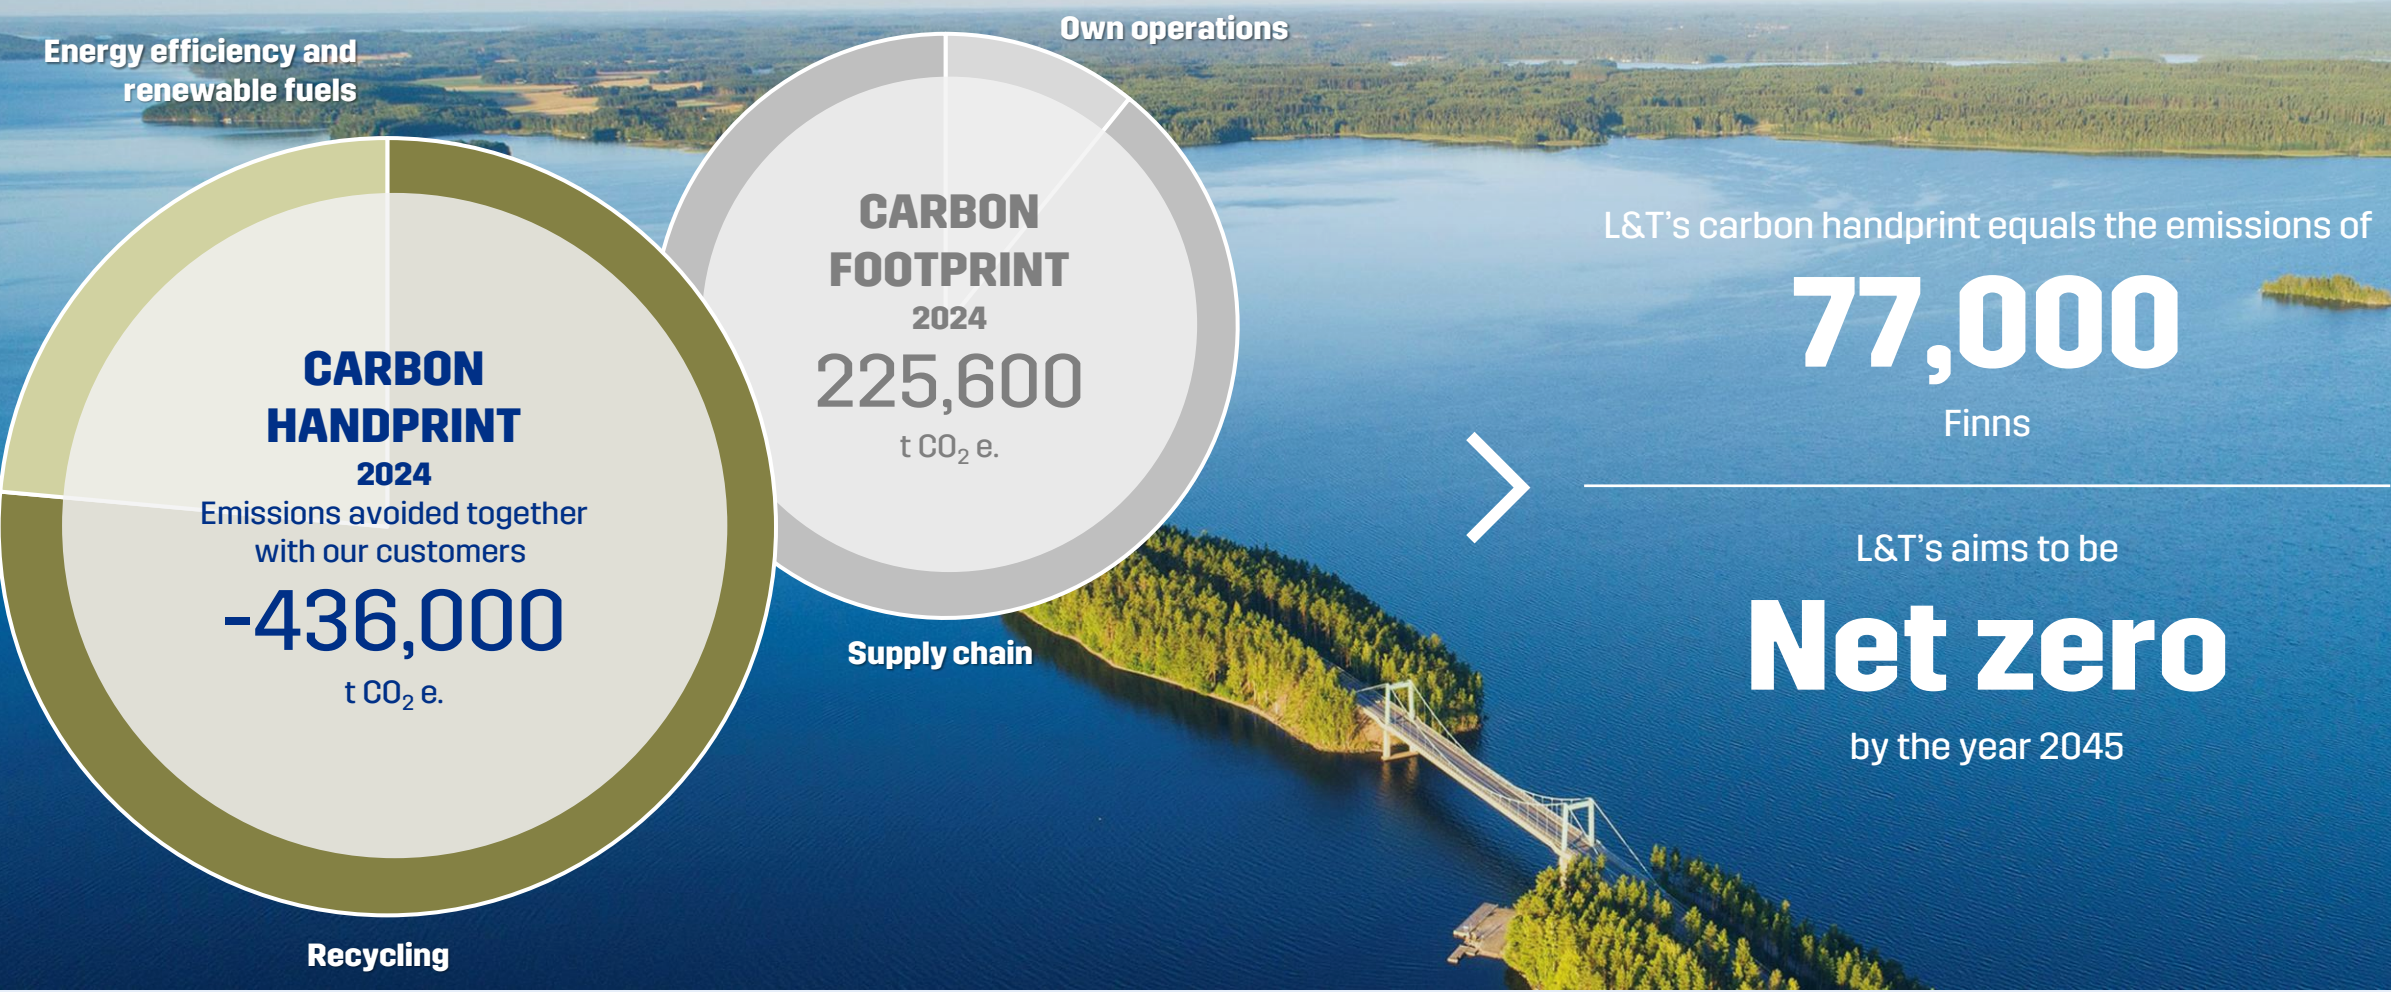 Energy efficiency and
renewable fuels
CARBON
HANDPRINT
2024
Emissions avoided together
with our customers
-436,000
t CO₂ e.
Recycling
Own operations
CARBON
FOOTPRINT
2024
225,600
t CO₂ e.
Supply chain
L&T’s carbon handprint equals the emissions of
77,000
Finns
L&T’s aims to be
Net zero
by the year 2045